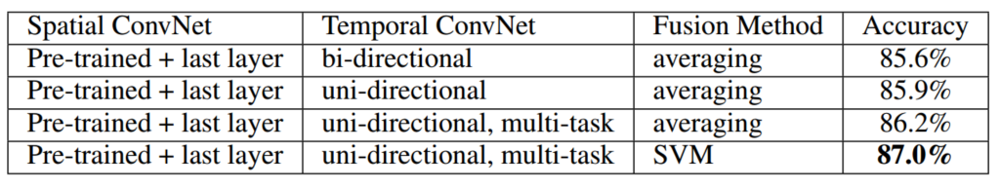 Spatial ConvNet Temporal ConvNet Fusion Method Accuracy
Pre-trained + last layer bi-directional averaging 85.6%
Pre-trained + last layer uni-directional averaging 85.9%
Pre-trained + last layer uni-directional, multi-task averaging 86.2%
Pre-trained + last layer uni-directional, multi-task SVM 87.0%